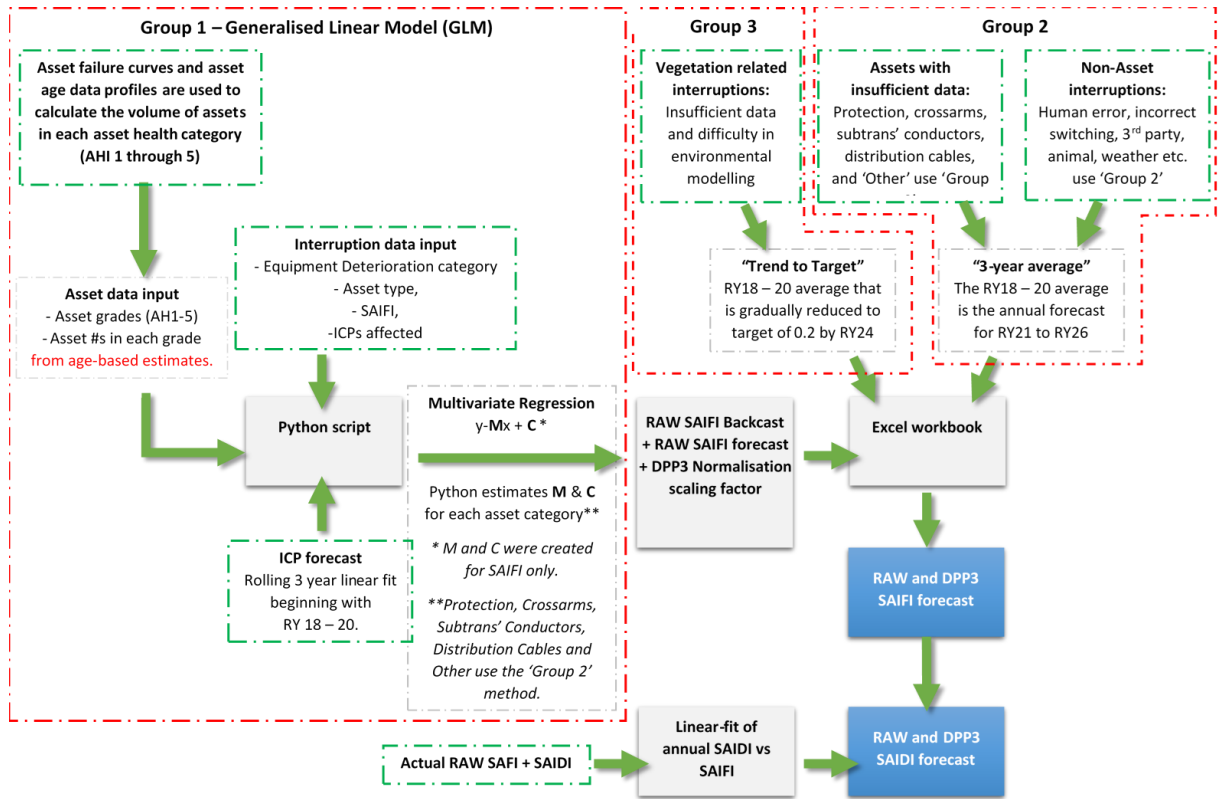 Group 1 – Generalised Linear Model (GLM)
Asset failure curves and asset
age data profiles are used to
calculate the volume of assets
in each asset health category
(AHI 1 through 5)
Asset data input
- Asset grades (AH1-5)
- Asset #s in each grade
from age-based estimates.
Interruption data input
- Equipment Deterioration category
- Asset type,
- SAIFI,
-ICPs affected
Python script
ICP forecast
Rolling 3 year linear fit
beginning with
RY 18 – 20.
Multivariate Regression
y-Mx + C *
Python estimates M & C
for each asset category**
* M and C were created
for SAIFI only.
**Protection, Crossarms,
Subtrans’ Conductors,
Distribution Cables and
Other use the ‘Group 2’
method.
Group 3
Vegetation related
interruptions:
Insufficient data
and difficulty in
environmental
modelling
“Trend to Target”
RY18 – 20 average that
is gradually reduced to
target of 0.2 by RY24
Group 2
Assets with
insufficient data:
Protection, crossarms,
subtrans’ conductors,
distribution cables,
and ‘Other’ use ‘Group
Non-Asset
interruptions:
Human error, incorrect
switching, 3rd party,
animal, weather etc.
use ‘Group 2’
“3-year average”
The RY18 – 20 average
is the annual forecast
for RY21 to RY26
RAW SAIFI Backcast
+ RAW SAIFI forecast
+ DPP3 Normalisation
scaling factor
Excel workbook
RAW and DPP3
SAIFI forecast
Actual RAW SAFI + SAIDI
Linear-fit of
annual SAIDI vs
SAIFI
RAW and DPP3
SAIDI forecast